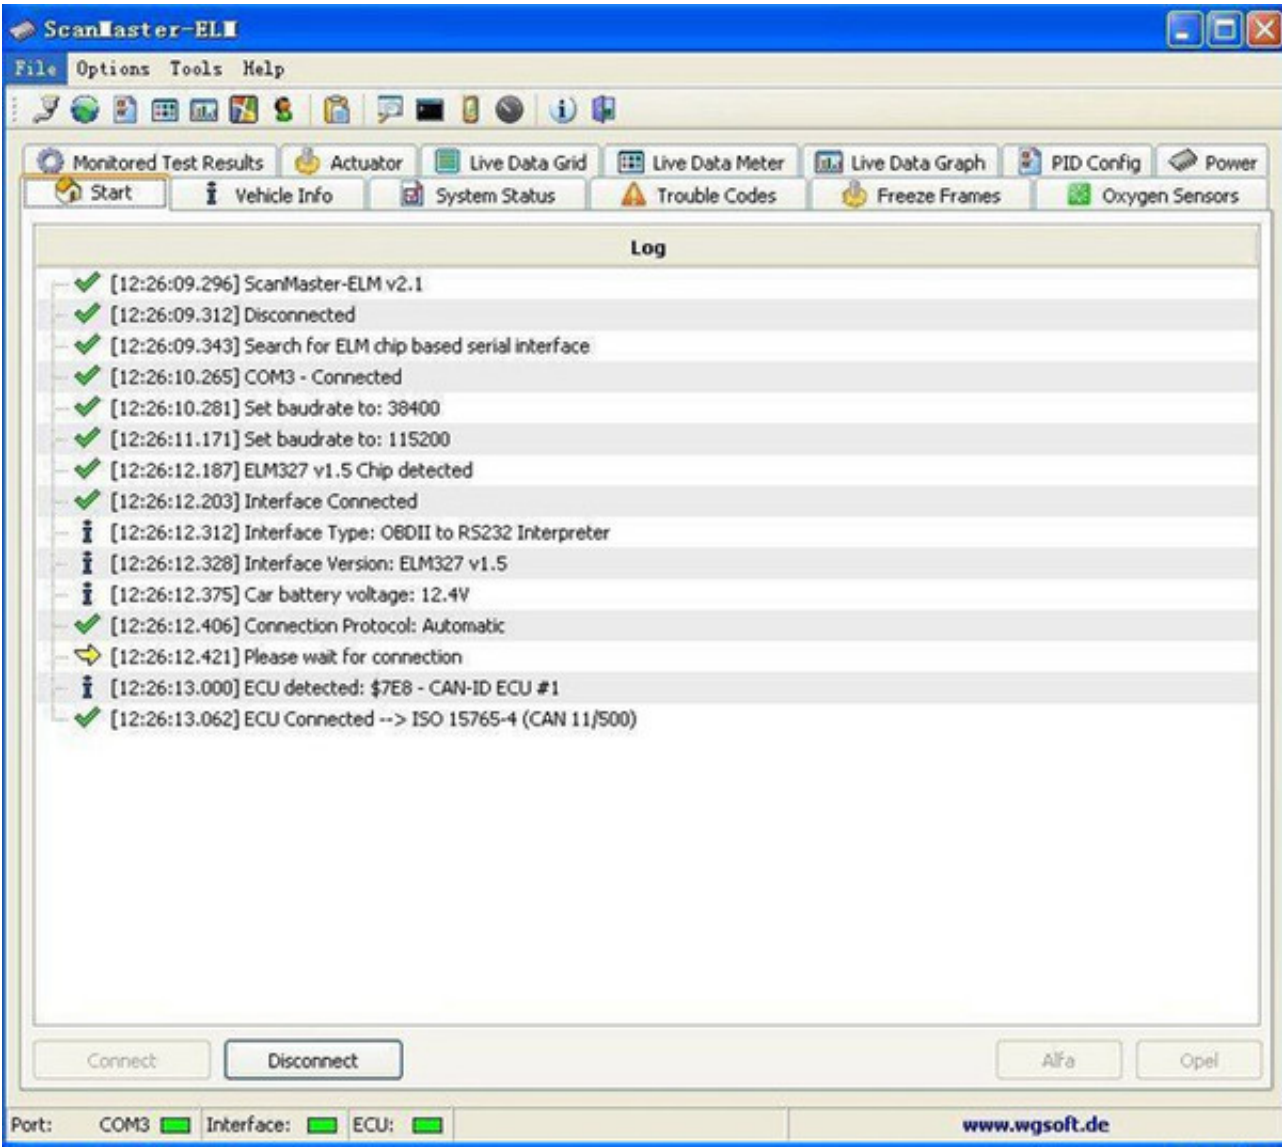 ScanMaster-ELM
File Options Tools Help
Monitored Test Results Actuator Live Data Grid Live Data Meter Live Data Graph PID Config Power
Start Vehicle Info System Status Trouble Codes Freeze Frames Oxygen Sensors
Log
[12:26:09.296] ScanMaster-ELM v2.1
[12:26:09.312] Disconnected
[12:26:09.343] Search for ELM chip based serial interface
[12:26:10.265] COM3 - Connected
[12:26:10.281] Set baudrate to: 38400
[12:26:11.171] Set baudrate to: 115200
[12:26:12.187] ELM327 v1.5 Chip detected
[12:26:12.203] Interface Connected
[12:26:12.312] Interface Type: OBDII to RS232 Interpreter
[12:26:12.328] Interface Version: ELM327 v1.5
[12:26:12.375] Car battery voltage: 12.4V
[12:26:12.406] Connection Protocol: Automatic
[12:26:12.421] Please wait for connection
[12:26:13.000] ECU detected: $7E8 - CAN-ID ECU #1
[12:26:13.062] ECU Connected --> ISO 15765-4 (CAN 11/500)
Connect Disconnect Alfa Opel
Port: COM3 Interface: ECU: www.wgsoft.de